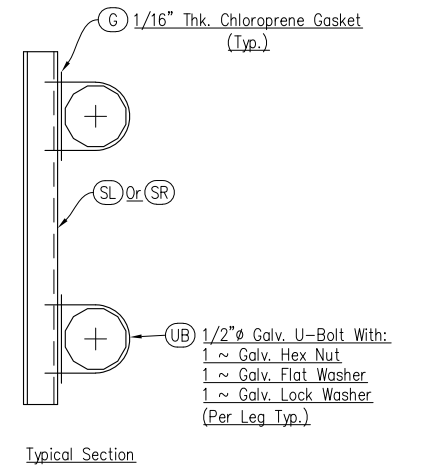 G 1/16" Thk. Chloroprene Gasket
(Typ.)
SL Or SR
UB 1/2"ø Galv. U-Bolt With:
1 ~ Galv. Hex Nut
1 ~ Galv. Flat Washer
1 ~ Galv. Lock Washer
(Per Leg Typ.)
Typical Section